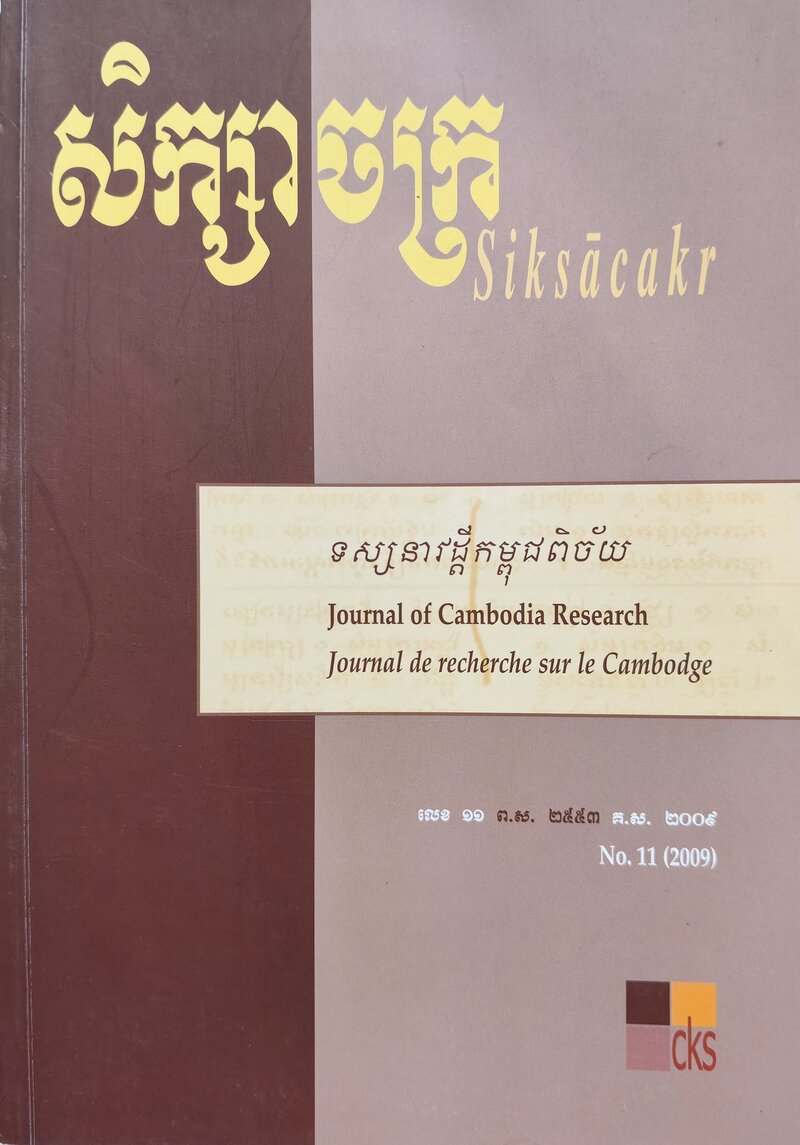 សិក្សាចក្រ
Siksācakr
ទស្សនាវដ្តីកម្ពុជពិច័យ
Journal of Cambodia Research
Journal de recherche sur le Cambodge
លេខ ១១ ព.ស. ២៥៥៣ គ.ស. ២០០៩
No. 11 (2009)
cks